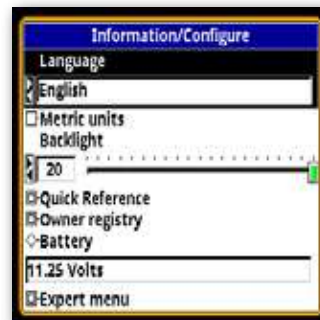 Information/Configure
Language
English
Metric units
Backlight
20
Quick Reference
Owner registry
Battery
11.25 Volts
Expert menu